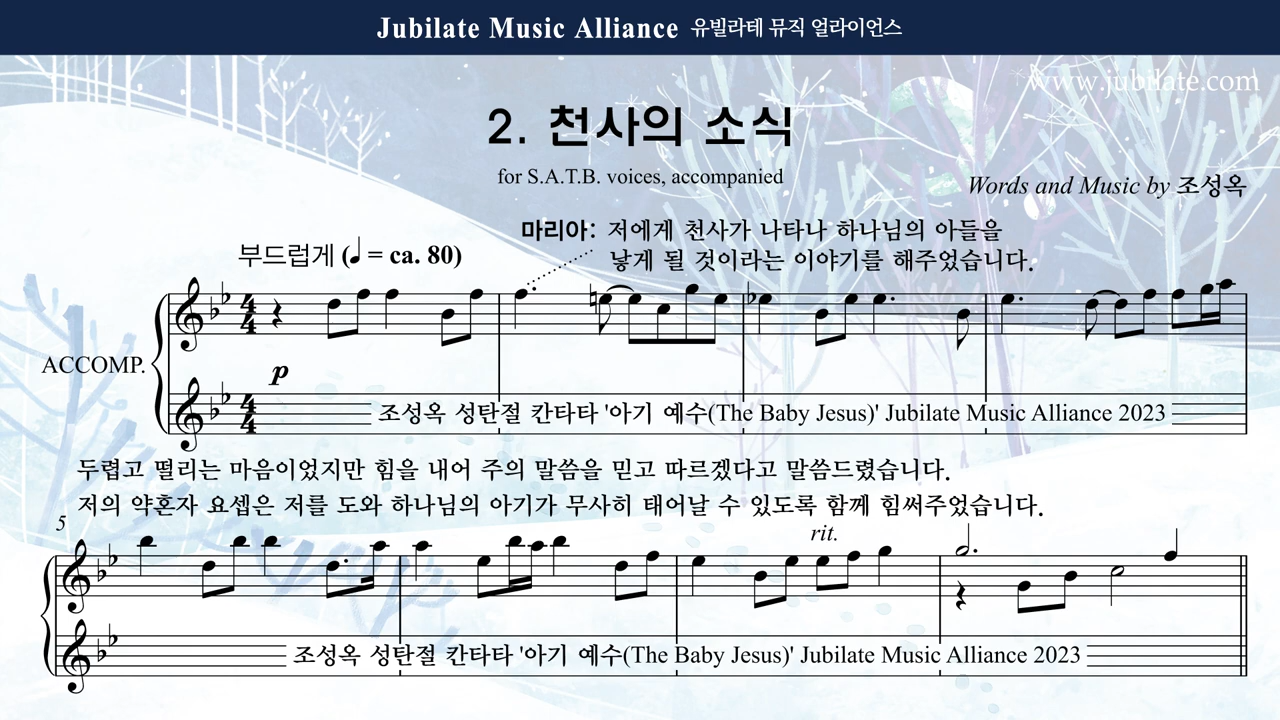 Jubilate Music Alliance 유빌라테 뮤직 얼라이언스
www.jubilate.com
2. 천사의 소식
for S.A.T.B. voices, accompanied
Words and Music by 조성옥
마리아: 저에게 천사가 나타나 하나님의 아들을
낳게 될 것이라는 이야기를 해주었습니다.
부드럽게 (♩ = ca. 80)
ACCOMP.
p
조성옥 성탄절 칸타타 '아기 예수(The Baby Jesus)' Jubilate Music Alliance 2023
두렵고 떨리는 마음이었지만 힘을 내어 주의 말씀을 믿고 따르겠다고 말씀드렸습니다.
저의 약혼자 요셉은 저를 도와 하나님의 아기가 무사히 태어날 수 있도록 함께 힘써주었습니다.
5
rit.
조성옥 성탄절 칸타타 '아기 예수(The Baby Jesus)' Jubilate Music Alliance 2023